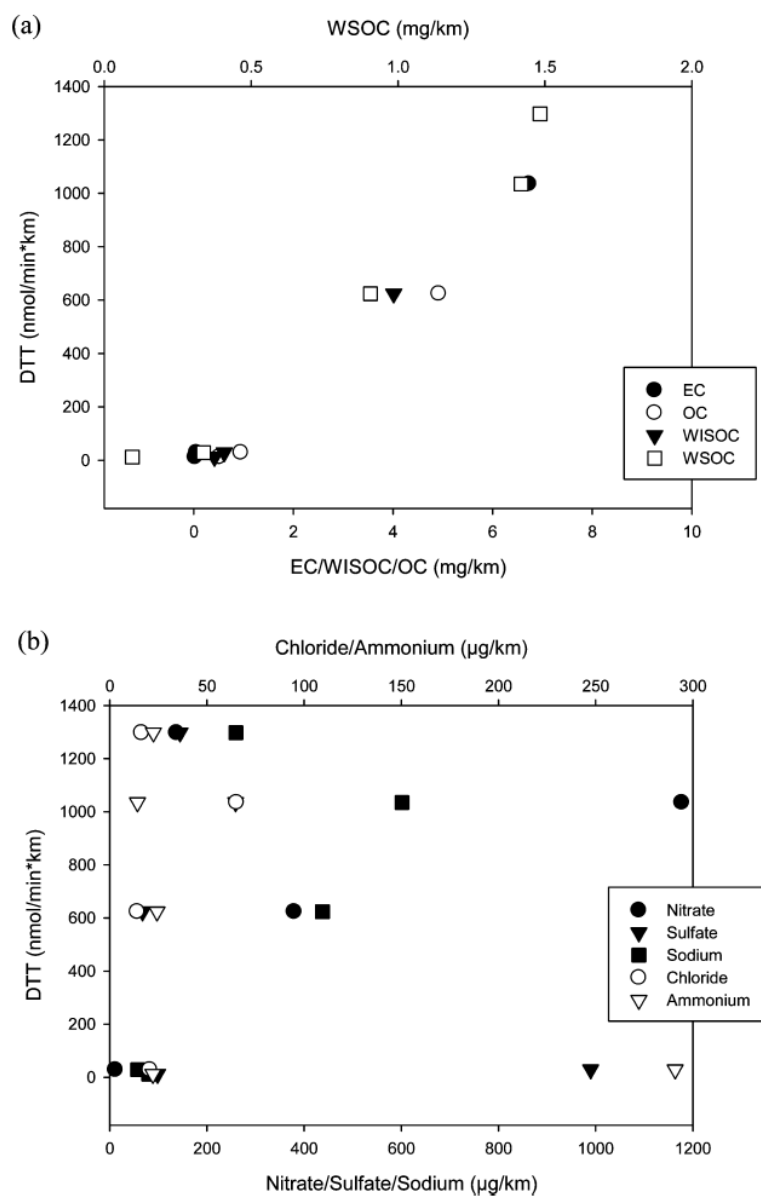 (a)
WSOC (mg/km)
0.0 0.5 1.0 1.5 2.0
1400
1200
1000
800
600
400
200
0
DTT (nmol/min*km)
EC
OC
WISOC
WSOC
0 2 4 6 8 10
EC/WISOC/OC (mg/km)
(b)
Chloride/Ammonium (µg/km)
0 50 100 150 200 250 300
1400
1200
1000
800
600
400
200
0
DTT (nmol/min*km)
Nitrate
Sulfate
Sodium
Chloride
Ammonium
0 200 400 600 800 1000 1200
Nitrate/Sulfate/Sodium (µg/km)